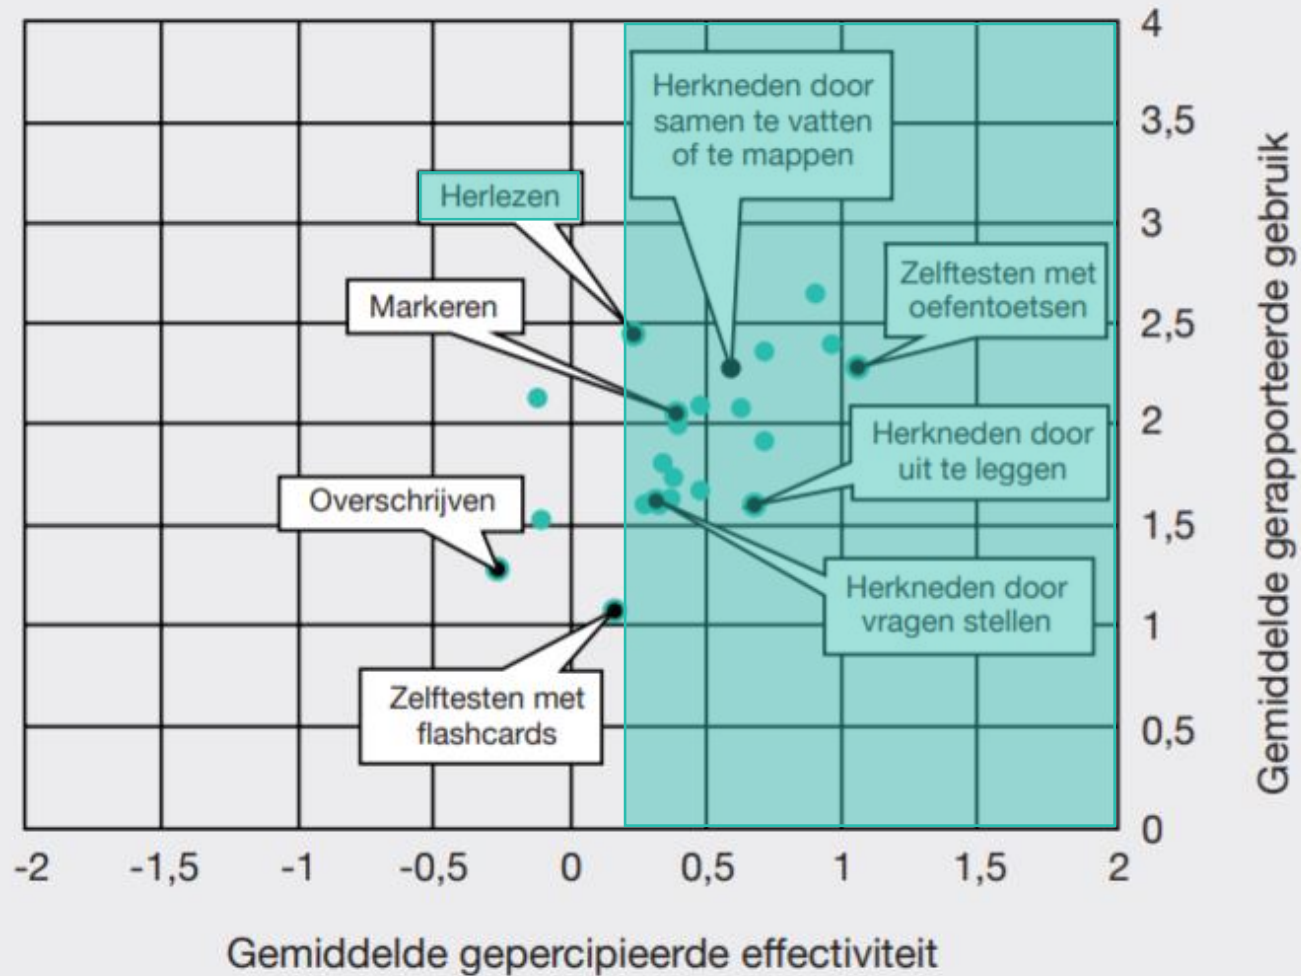 4
3,5
3
2,5
2
1,5
1
0,5
0
Herkneden door
samen te vatten
of te mappen
Herlezen
Zelftesten met
oefentoetsen
Markeren
Herkneden door
uit te leggen
Overschrijven
Herkneden door
vragen stellen
Zelftesten met
flashcards
-2 -1,5 -1 -0,5 0 0,5 1 1,5 2
Gemiddelde gepercipieerde effectiviteit
Gemiddelde gerapporteerde gebruik